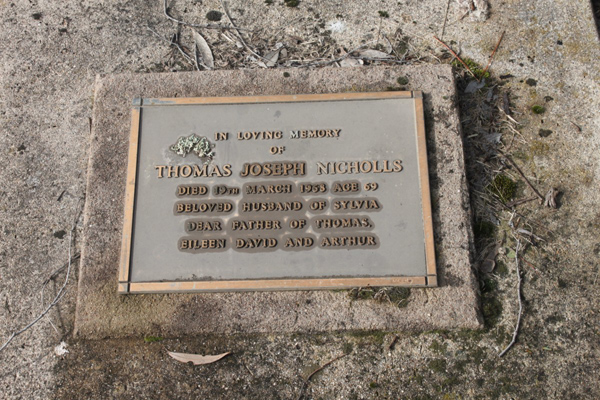 IN LOVING MEMORY
OF
THOMAS JOSEPH NICHOLLS
DIED 19TH MARCH 1953 AGE 69
BELOVED HUSBAND OF SYLVIA
DEAR FATHER OF THOMAS,
EILEEN DAVID AND ARTHUR